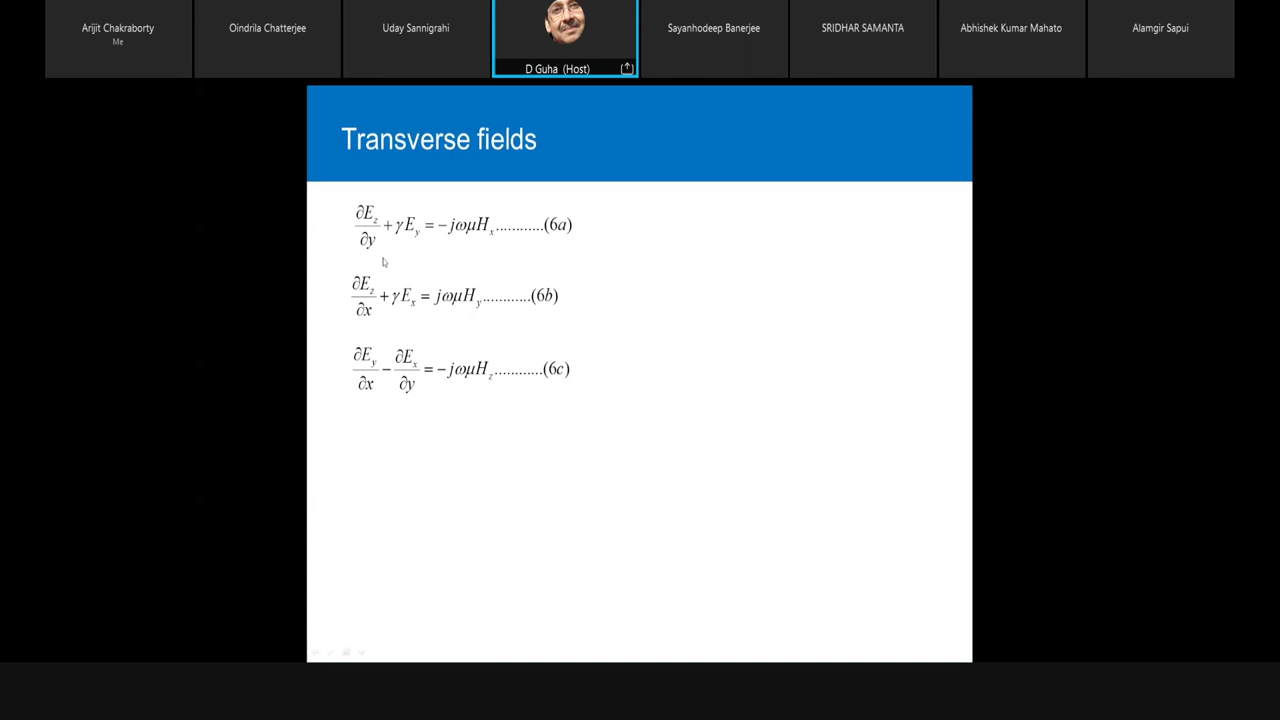 Arijit Chakraborty
Me
Oindrila Chatterjee
Uday Sannigrahi
D Guha (Host)
Sayanhodeep Banerjee
SRIDHAR SAMANTA
Abhishek Kumar Mahato
Alamgir Sapui
Transverse fields
∂E_z/∂y + γE_y = −jωμH_x............(6a)
∂E_z/∂x + γE_x = jωμH_y............(6b)
∂E_y/∂x − ∂E_x/∂y = −jωμH_z............(6c)